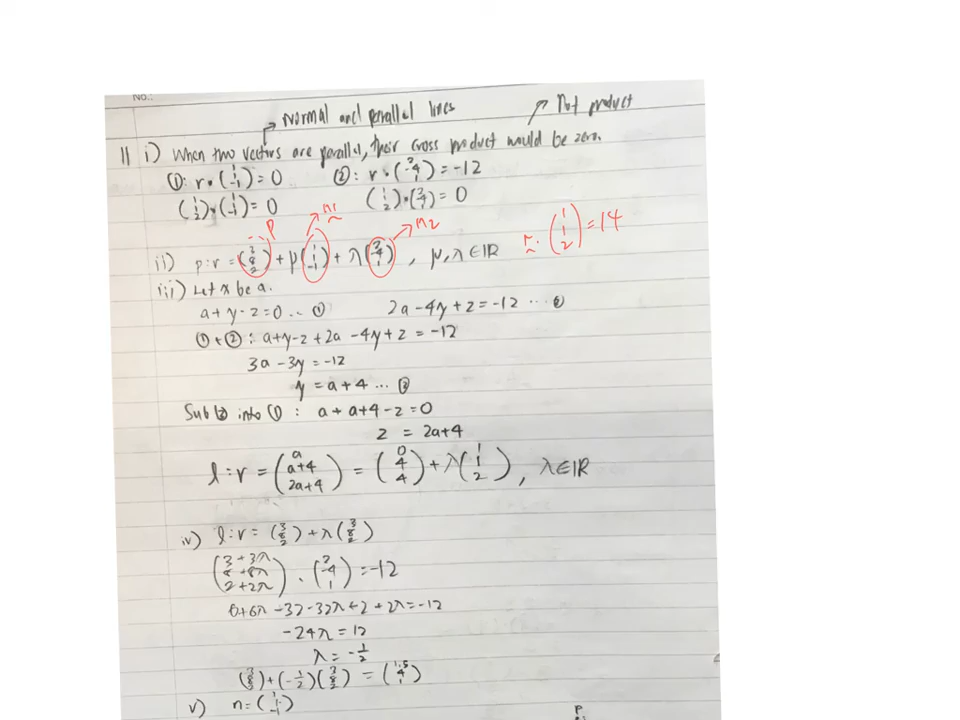 No.:
Normal and parallel lines
Not product
11 i) When two vectors are parallel, their cross product would be zero.
①: r·(1 1 -1) = 0 ②: r·(2 -4 1) = -12
(1 1 2)·(1 1 -1) = 0 (1 1 2)·(2 -4 1) = 0
P n1 n2 r·(1 1 2) = 14
ii) p: r = (3 8 2) + μ(1 1 -1) + λ(2 -4 1), μ, λ ∈ IR
iii) Let x be a.
a + y - z = 0 .. ① 2a - 4y + z = -12 .. ②
① + ②: a + y - z + 2a - 4y + z = -12
3a - 3y = -12
y = a + 4 ... ③
Sub ③ into ①: a + a + 4 - z = 0
z = 2a + 4
l: r = (a a+4 2a+4) = (0 4 4) + λ(1 1 2), λ ∈ IR
iv) l: r = (3 8 2) + λ(3 8 2)
(3+3λ 8+8λ 2+2λ) · (2 -4 1) = -12
6 + 6λ - 32 - 32λ + 2 + 2λ = -12
-24λ = 12
λ = -1/2
(3 8 2) + (-1/2)(3 8 2) = (1.5 4 1)
v) n = (1 1 -1)
P